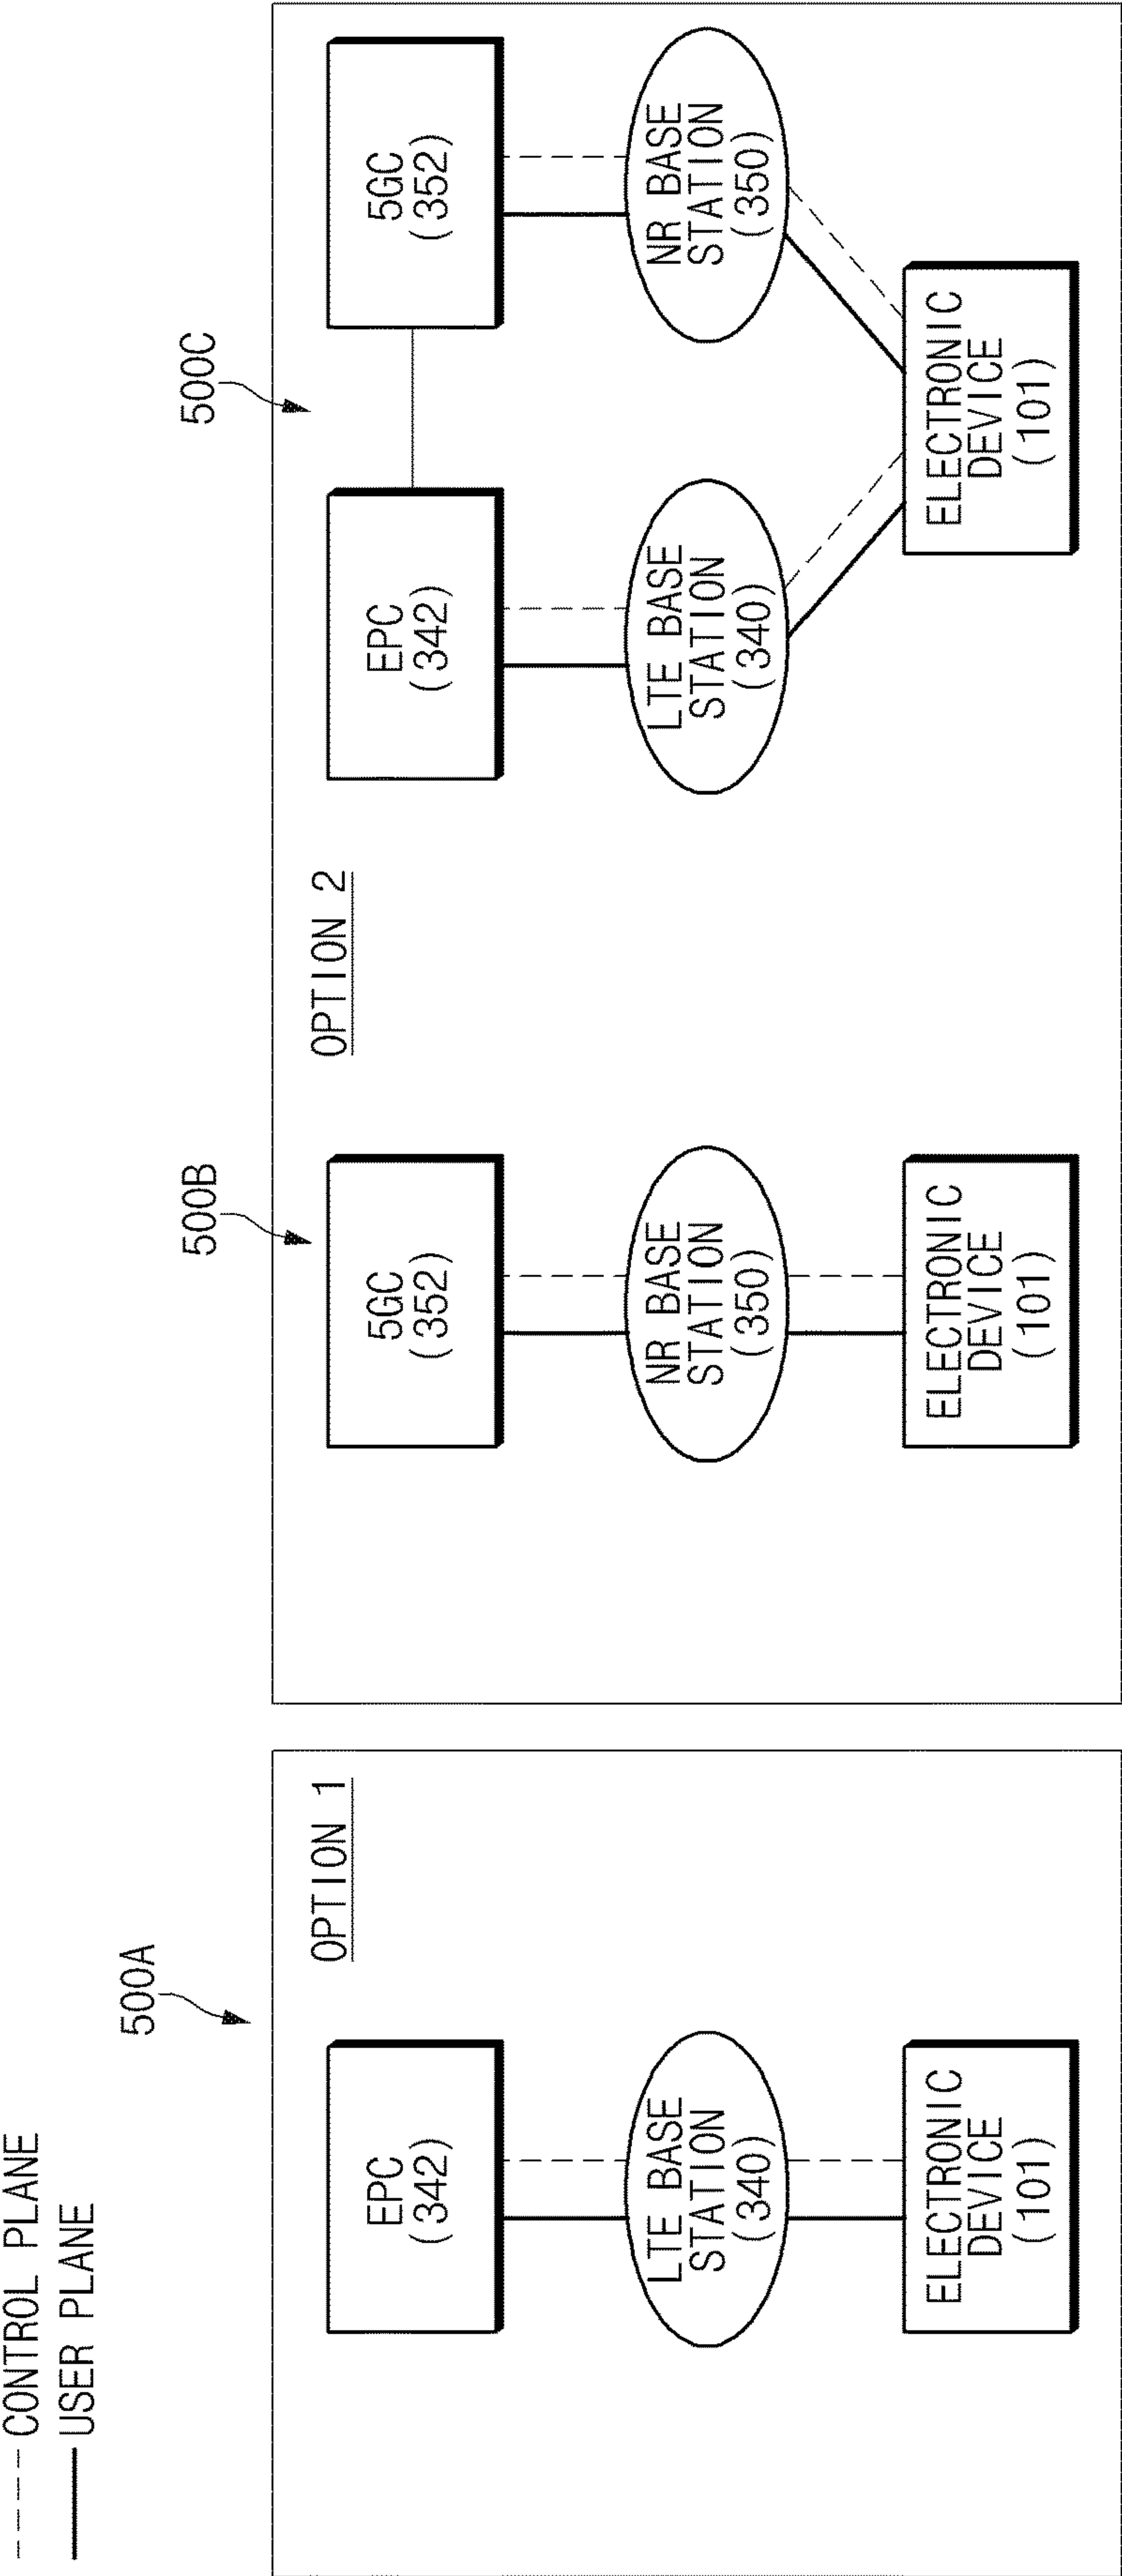 CONTROL PLANE
USER PLANE
500A
OPTION 1
EPC
(342)
LTE BASE
STATION
(340)
ELECTRONIC
DEVICE
(101)
500B
5GC
(352)
NR BASE
STATION
(350)
ELECTRONIC
DEVICE
(101)
OPTION 2
500C
EPC
(342)
5GC
(352)
LTE BASE
STATION
(340)
NR BASE
STATION
(350)
ELECTRONIC
DEVICE
(101)